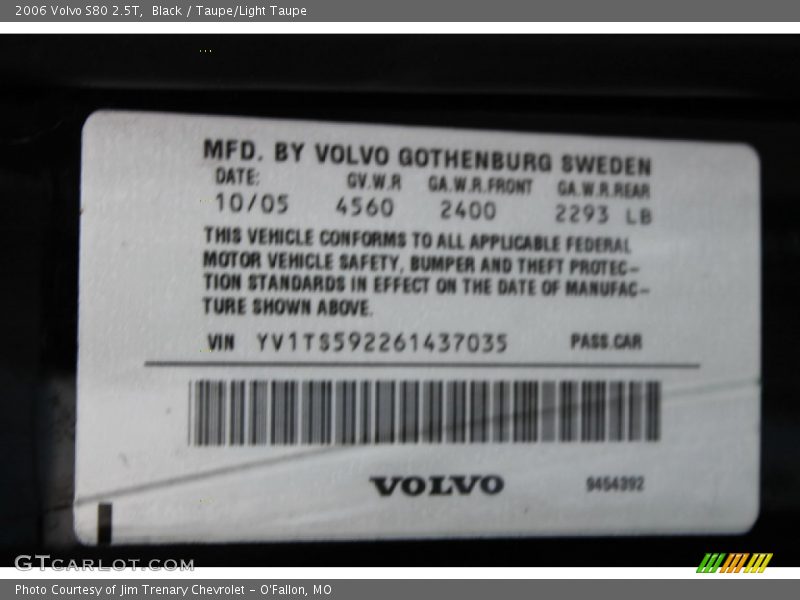 2006 Volvo S80 2.5T,  Black / Taupe/Light Taupe
MFD. BY VOLVO GOTHENBURG SWEDEN
DATE: GV.W.R GA.W.R.FRONT GA.W.R.REAR
10/05 4560 2400 2293 LB
THIS VEHICLE CONFORMS TO ALL APPLICABLE FEDERAL
MOTOR VEHICLE SAFETY, BUMPER AND THEFT PROTEC-
TION STANDARDS IN EFFECT ON THE DATE OF MANUFAC-
TURE SHOWN ABOVE.
VIN YV1TS592261437035 PASS.CAR
VOLVO 9454392
GTCARLOT.COM
Photo Courtesy of Jim Trenary Chevrolet - O'Fallon, MO